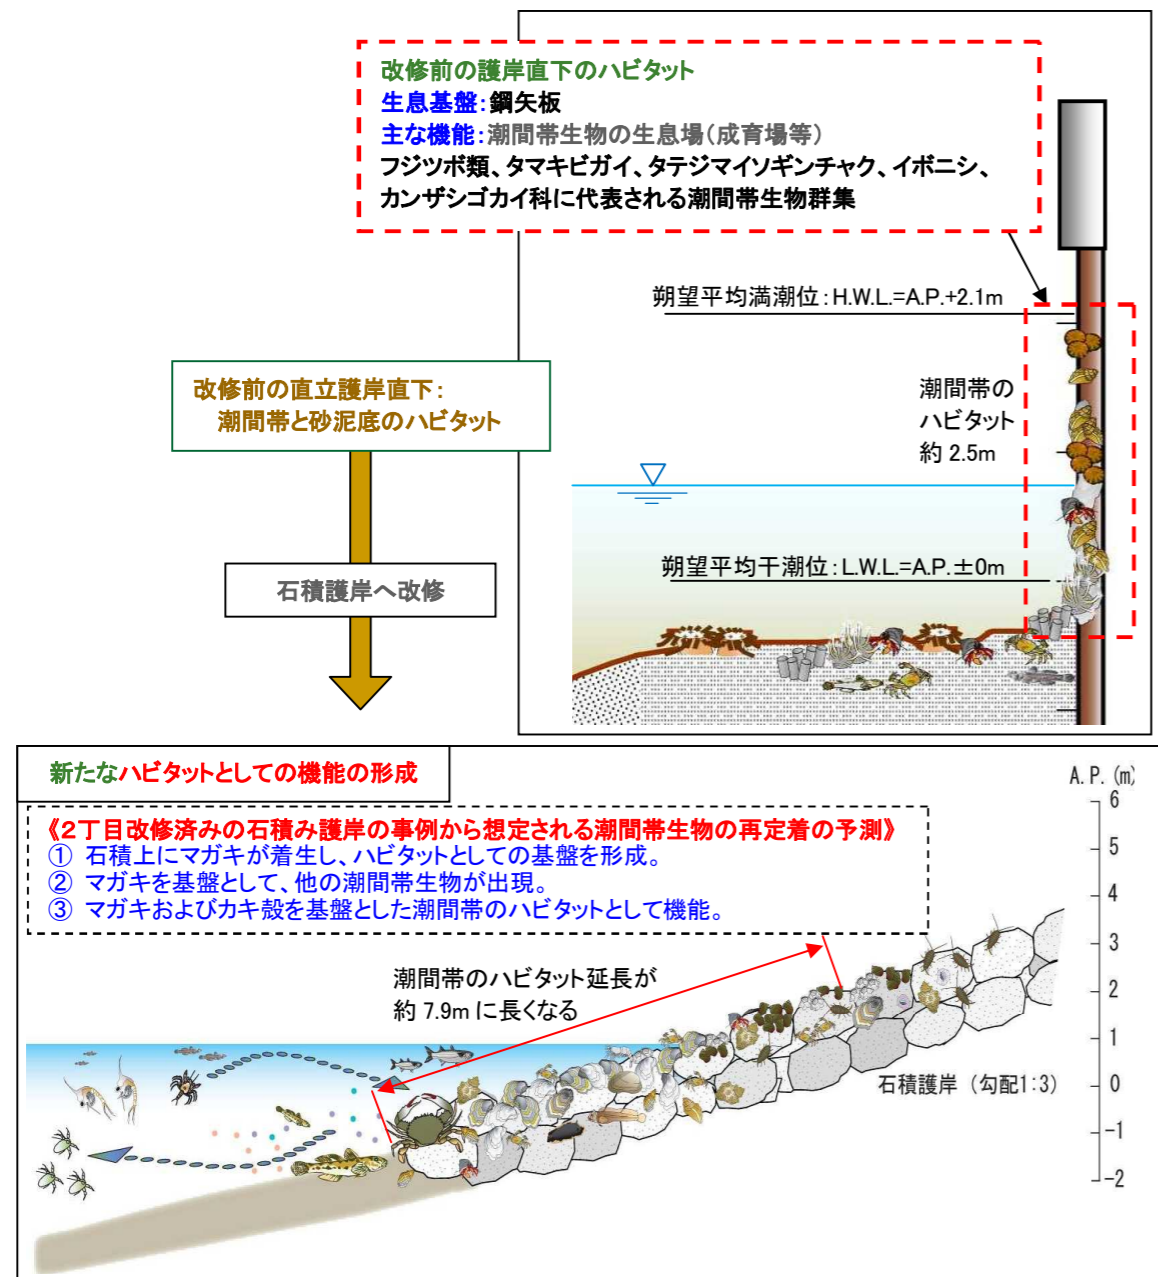 改修前の護岸直下のハビタット
生息基盤：鋼矢板
主な機能：潮間帯生物の生息場（成育場等）
フジツボ類、タマキビガイ、タテジマイソギンチャク、イボニシ、
カンザシゴカイ科に代表される潮間帯生物群集
朔望平均満潮位：H.W.L.=A.P.+2.1m
改修前の直立護岸直下：
潮間帯と砂泥底のハビタット
潮間帯の
ハビタット
約 2.5m
朔望平均干潮位：L.W.L.=A.P.±0m
石積護岸へ改修
新たなハビタットとしての機能の形成
A.P. (m)
《２丁目改修済みの石積み護岸の事例から想定される潮間帯生物の再定着の予測》
① 石積上にマガキが着生し、ハビタットとしての基盤を形成。
② マガキを基盤として、他の潮間帯生物が出現。
③ マガキおよびカキ殻を基盤とした潮間帯のハビタットとして機能。
6
5
4
3
2
1
0
-1
-2
潮間帯のハビタット延長が
約 7.9m に長くなる
石積護岸（勾配1:3）